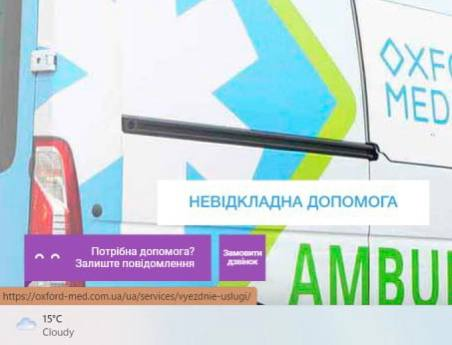 OXF
MED
НЕВІДКЛАДНА ДОПОМОГА
Потрібна допомога?
Залиште повідомлення
Замовити
дзвінок
AMBU
https://oxford-med.com.ua/ua/services/vyezdnie-uslugi/
15°C
Cloudy